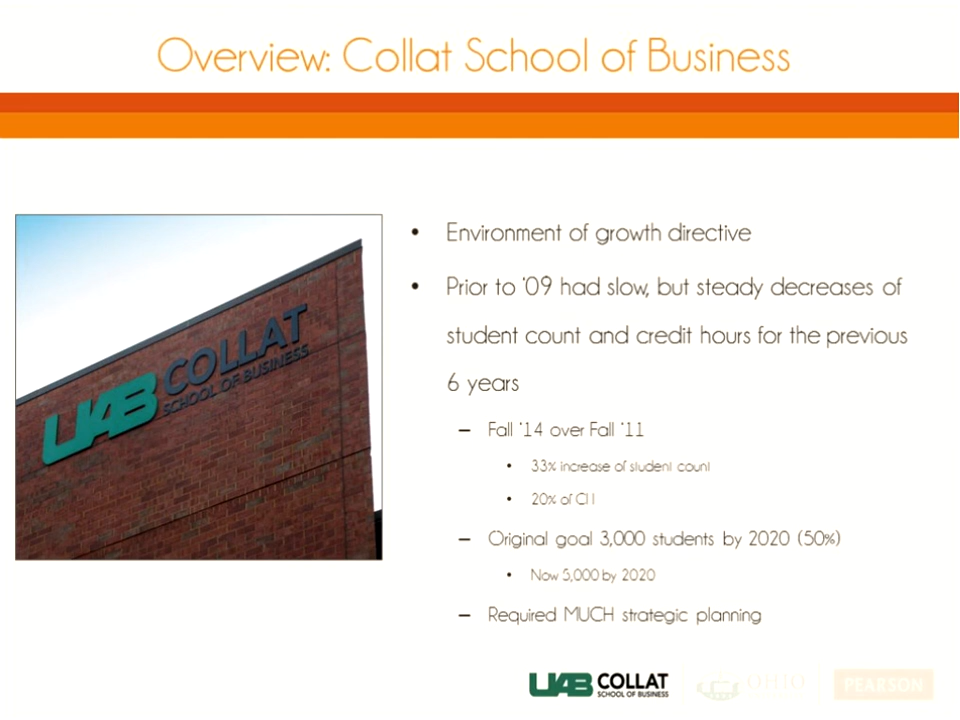 Overview: Collat School of Business
UAB COLLAT
SCHOOL OF BUSINESS
• Environment of growth directive
• Prior to '09 had slow, but steady decreases of
student count and credit hours for the previous
6 years
– Fall '14 over Fall '11
• 33% increase of student count
• 20% of CH
– Original goal 3,000 students by 2020 (50%)
• Now 5,000 by 2020
– Required MUCH strategic planning
UAB COLLAT
SCHOOL OF BUSINESS
OHIO
PEARSON